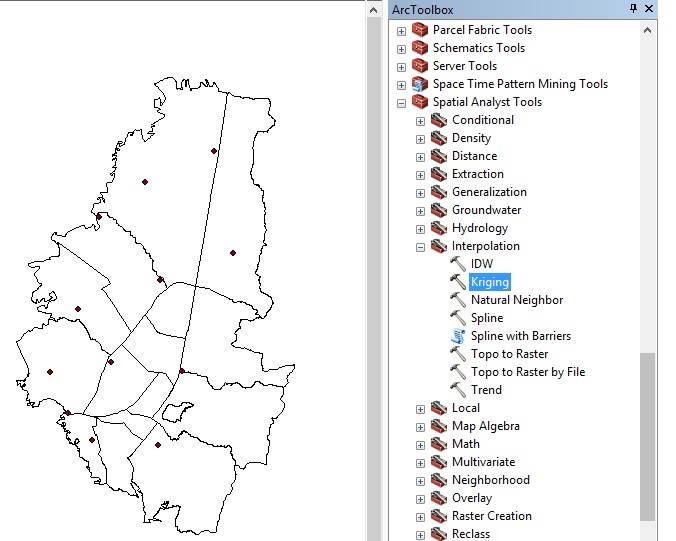 ArcToolbox
Parcel Fabric Tools
Schematics Tools
Server Tools
Space Time Pattern Mining Tools
Spatial Analyst Tools
Conditional
Density
Distance
Extraction
Generalization
Groundwater
Hydrology
Interpolation
IDW
Kriging
Natural Neighbor
Spline
Spline with Barriers
Topo to Raster
Topo to Raster by File
Trend
Local
Map Algebra
Math
Multivariate
Neighborhood
Overlay
Raster Creation
Reclass